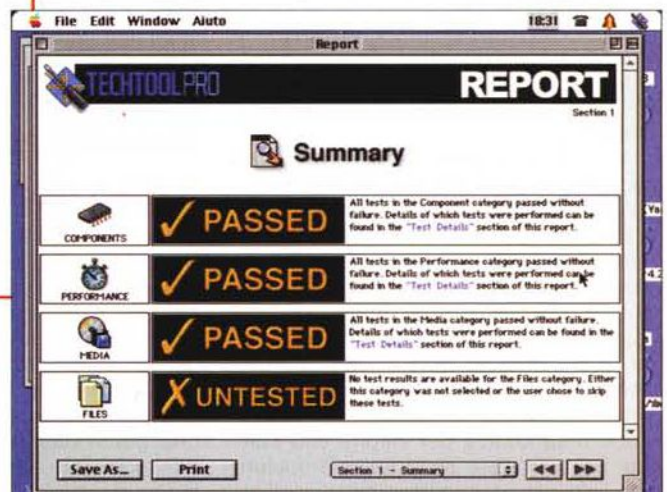 File Edit Window Aiuto 18:31
Report
TECHTOOLPRO REPORT
Section 1
Summary
COMPONENTS
✓ PASSED
All tests in the Component category passed without
failure. Details of which tests were performed can be
found in the "Test Details" section of this report.
PERFORMANCE
✓ PASSED
All tests in the Performance category passed without
failure. Details of which tests were performed can be
found in the "Test Details" section of this report.
MEDIA
✓ PASSED
All tests in the Media category passed without failure.
Details of which tests were performed can be found in the
"Test Details" section of this report.
FILES
X UNTESTED
No test results are available for the Files category. Either
this category was not selected or the user chose to skip
these tests.
Save As... Print Section 1 - Summary